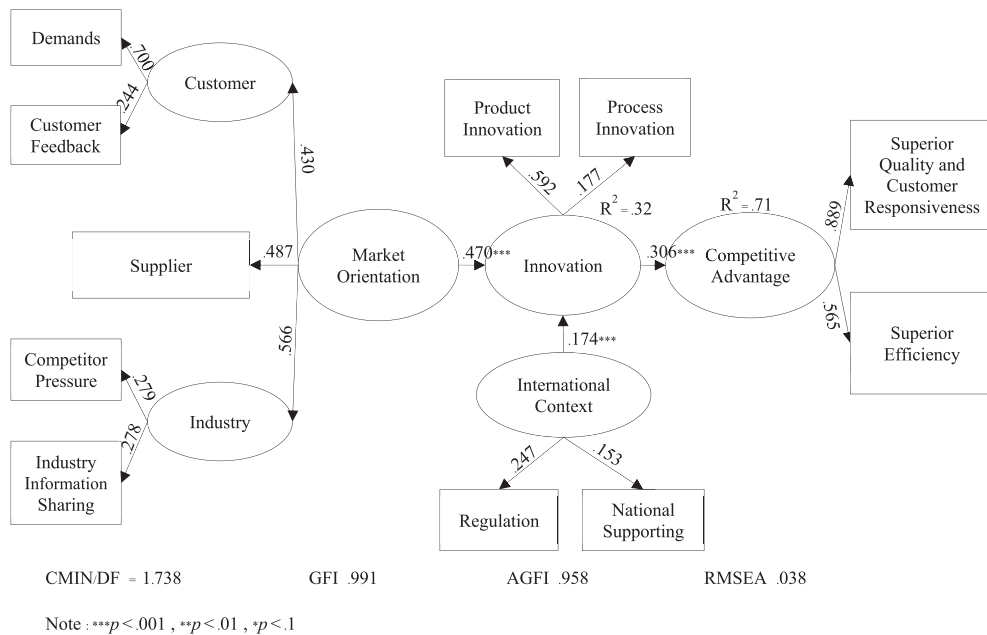 Demands
.700
Customer
.244
Customer
Feedback
.430
Product
Innovation
Process
Innovation
.592
.177
R² = .32
R² = .71
Superior
Quality and
Customer
Responsiveness
.889
Supplier
.487
Market
Orientation
.470***
Innovation
.306***
Competitive
Advantage
.565
Superior
Efficiency
.566
.174***
Competitor
Pressure
.279
Industry
.278
Industry
Information
Sharing
International
Context
.247
.153
Regulation
National
Supporting
CMIN/DF = 1.738
GFI .991
AGFI .958
RMSEA .038
Note : ***p < .001 , **p < .01 , *p < .1